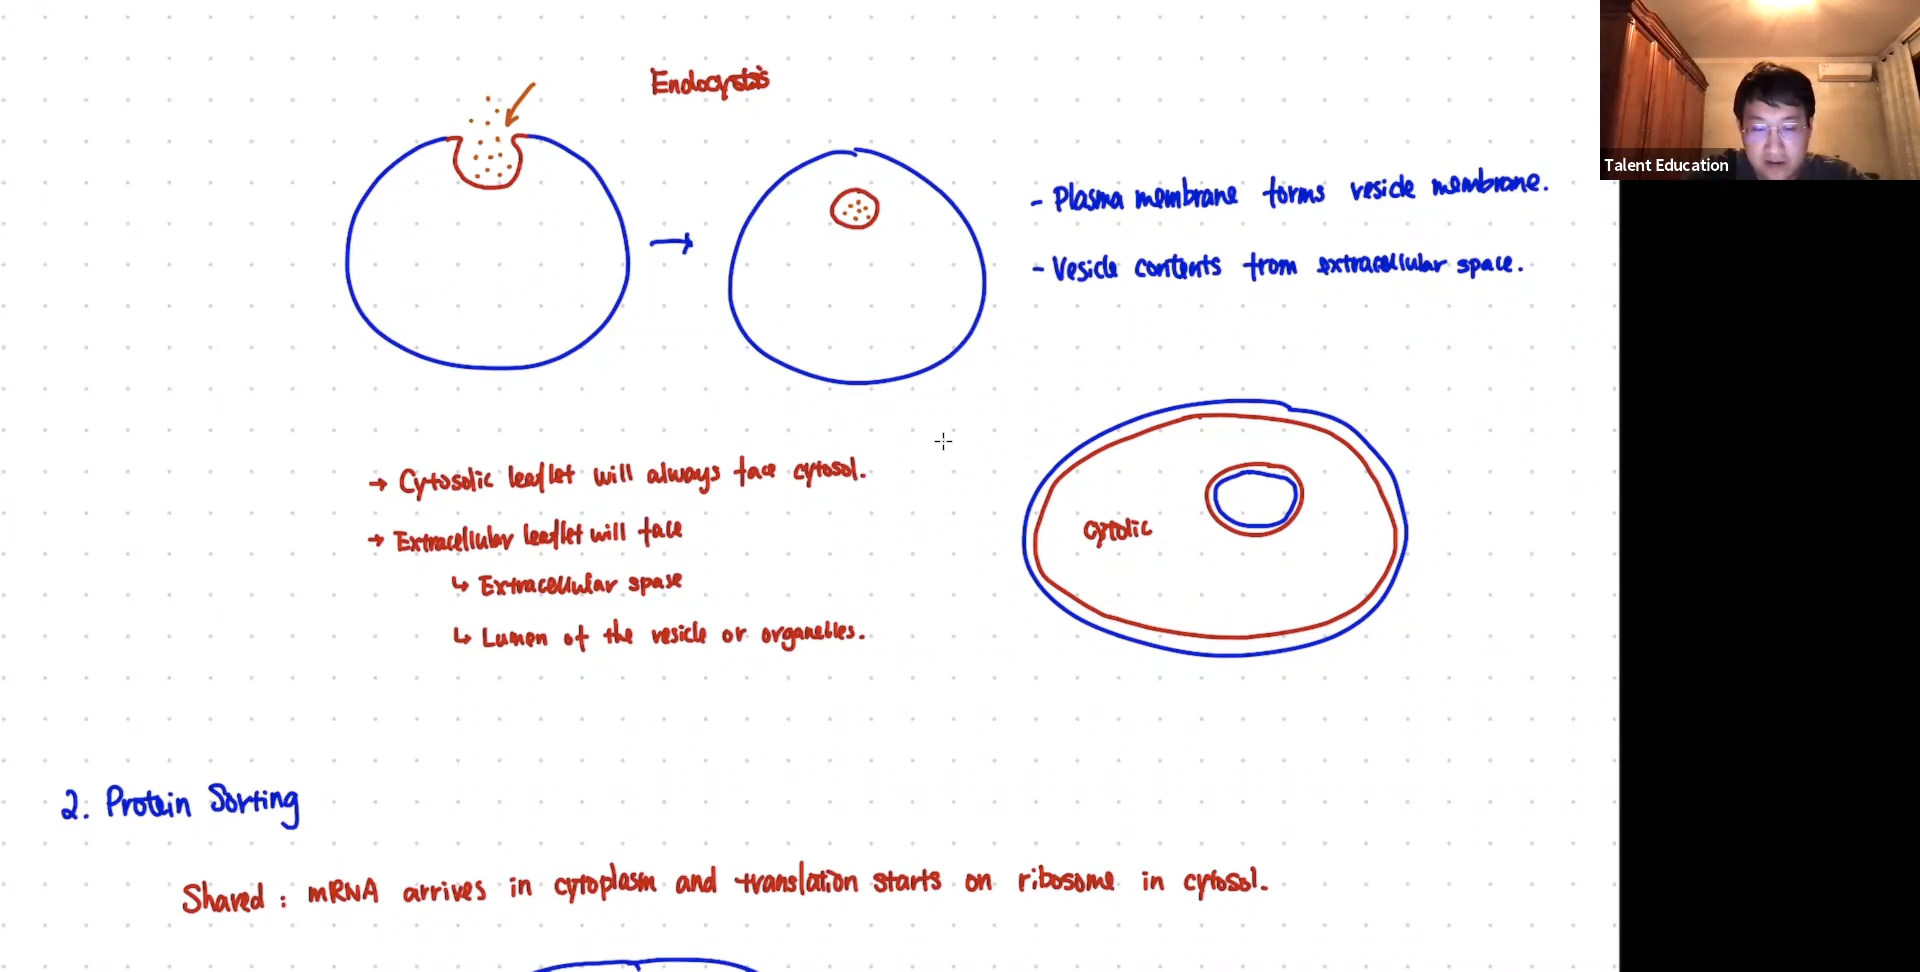 Endocystis
Talent Education
- Plasma membrane forms vesicle membrane.
- Vesicle contents from extracellular space.
→ Cytosolic leaflet will always face cytosol.
→ Extracellular leaflet will face
↳ Extracellular spase
↳ Lumen of the vesicle or organelles.
cytolic
2. Protein Sorting
Shared : mRNA arrives in cytoplasm and translation starts on ribosome in cytosol.